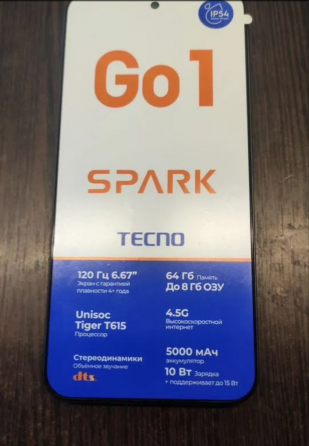 IP54
Go 1
SPARK
TECNO
120 Гц 6.67"
Экран с гарантией
плавности 4+ года
64 Гб Память
До 8 Гб ОЗУ
Unisoc
Tiger T615
Процессор
4.5G
Высокоскоростной
интернет
Стереодинамики
Объёмное звучание
dts
5000 мАч
аккумулятор
10 Вт Зарядка
+ поддерживает до 15 Вт